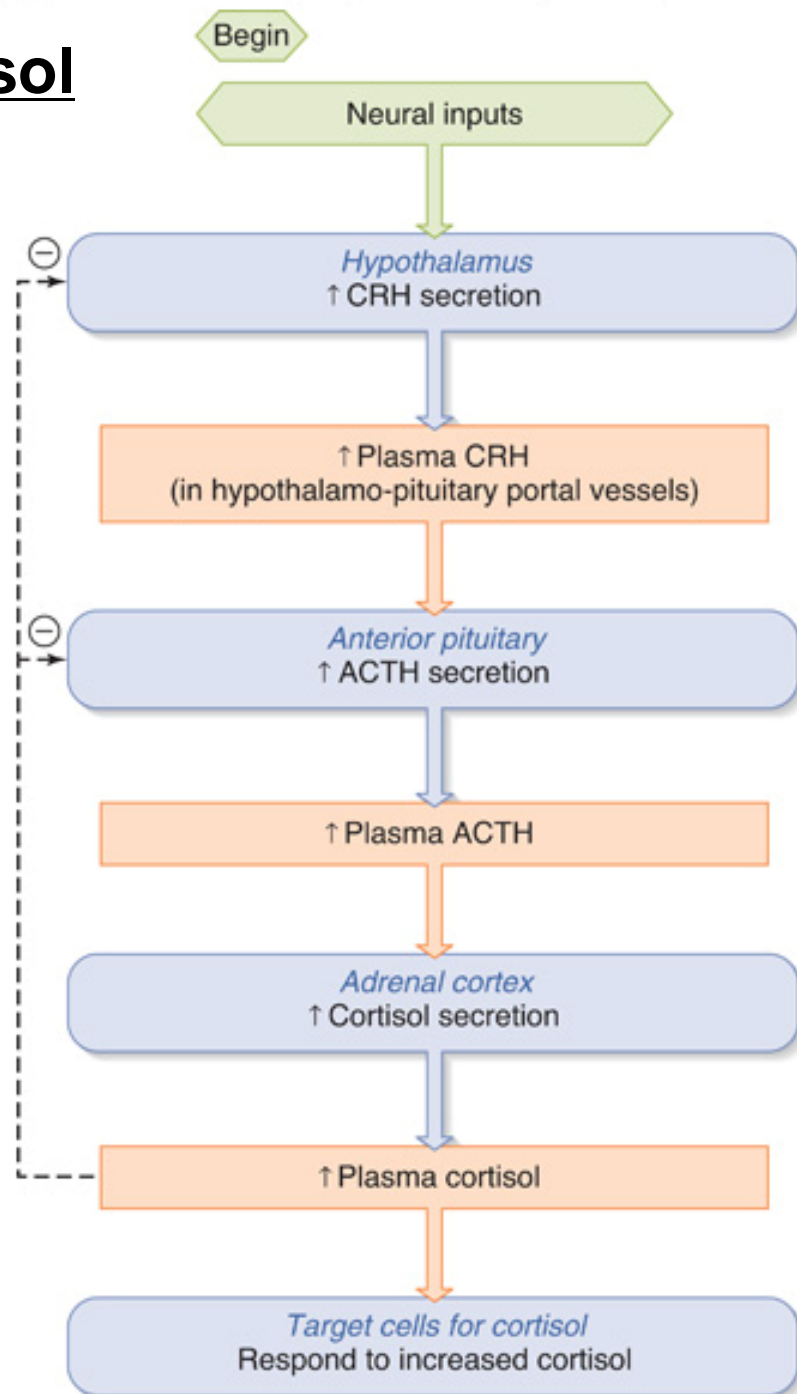 sol
Begin
Neural inputs
⊖
Hypothalamus
↑ CRH secretion
↑ Plasma CRH
(in hypothalamo-pituitary portal vessels)
⊖
Anterior pituitary
↑ ACTH secretion
↑ Plasma ACTH
Adrenal cortex
↑ Cortisol secretion
↑ Plasma cortisol
Target cells for cortisol
Respond to increased cortisol